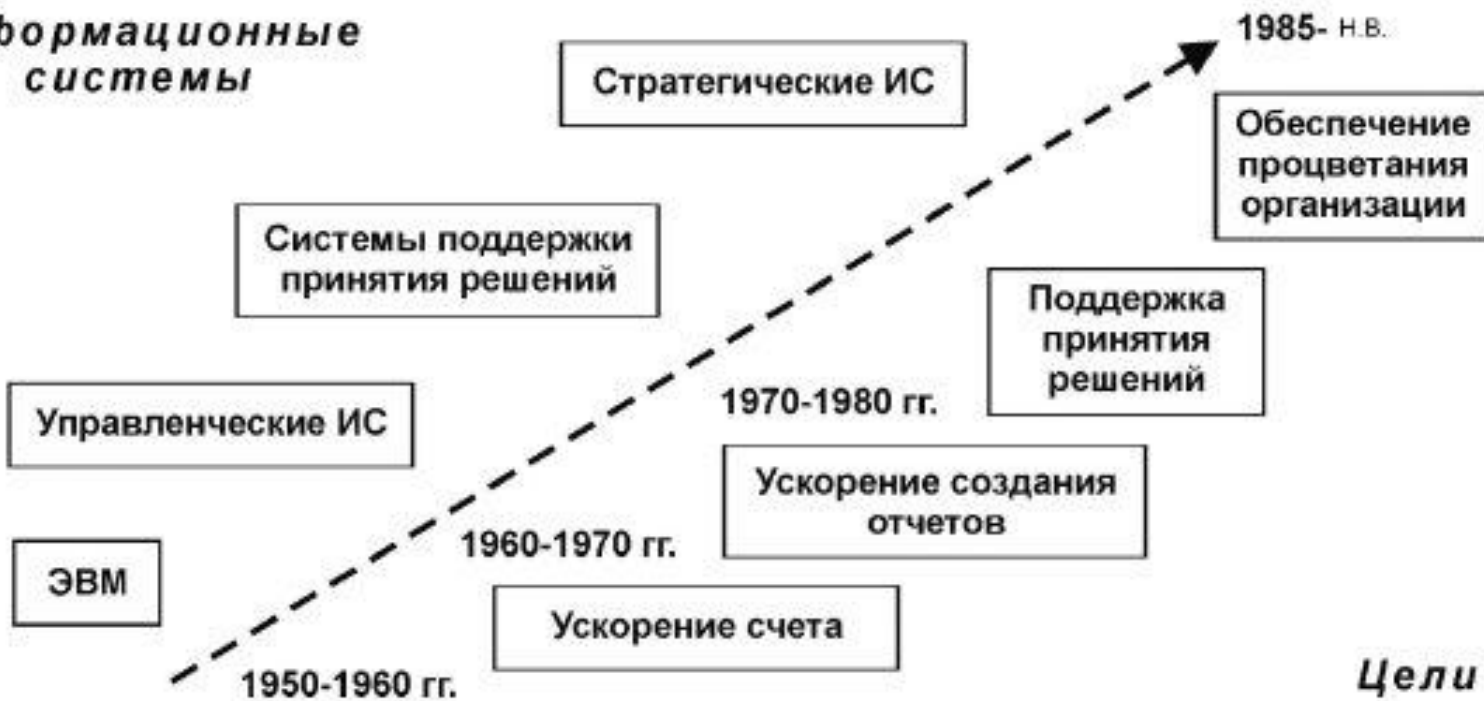 формационные
системы
1985- н.в.
Стратегические ИС
Обеспечение
процветания
организации
Системы поддержки
принятия решений
Поддержка
принятия
решений
1970-1980 гг.
Управленческие ИС
Ускорение создания
отчетов
1960-1970 гг.
ЭВМ
Ускорение счета
1950-1960 гг.
Цели